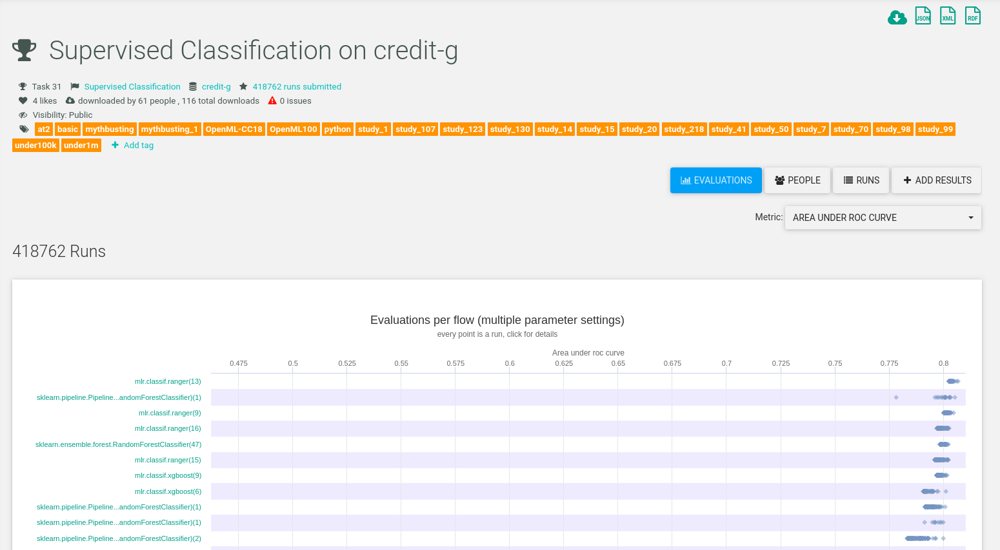 JSON XML RDF
Supervised Classification on credit-g
Task 31 Supervised Classification credit-g 418762 runs submitted
4 likes downloaded by 61 people , 116 total downloads 0 issues
Visibility: Public
at2 basic mythbusting mythbusting_1 OpenML-CC18 OpenML100 python study_1 study_107 study_123 study_130 study_14 study_15 study_20 study_218 study_41 study_50 study_7 study_70 study_98 study_99
under100k under1m Add tag
EVALUATIONS PEOPLE RUNS ADD RESULTS
Metric: AREA UNDER ROC CURVE
418762 Runs
Evaluations per flow (multiple parameter settings)
every point is a run, click for details
Area under roc curve
0.475 0.5 0.525 0.55 0.575 0.6 0.625 0.65 0.675 0.7 0.725 0.75 0.775 0.8
mlr.classif.ranger(13)
sklearn.pipeline.Pipeline...andomForestClassifier)(1)
mlr.classif.ranger(9)
mlr.classif.ranger(16)
sklearn.ensemble.forest.RandomForestClassifier(47)
mlr.classif.ranger(15)
mlr.classif.xgboost(9)
mlr.classif.xgboost(6)
sklearn.pipeline.Pipeline...andomForestClassifier)(1)
sklearn.pipeline.Pipeline...andomForestClassifier)(1)
sklearn.pipeline.Pipeline...andomForestClassifier)(2)